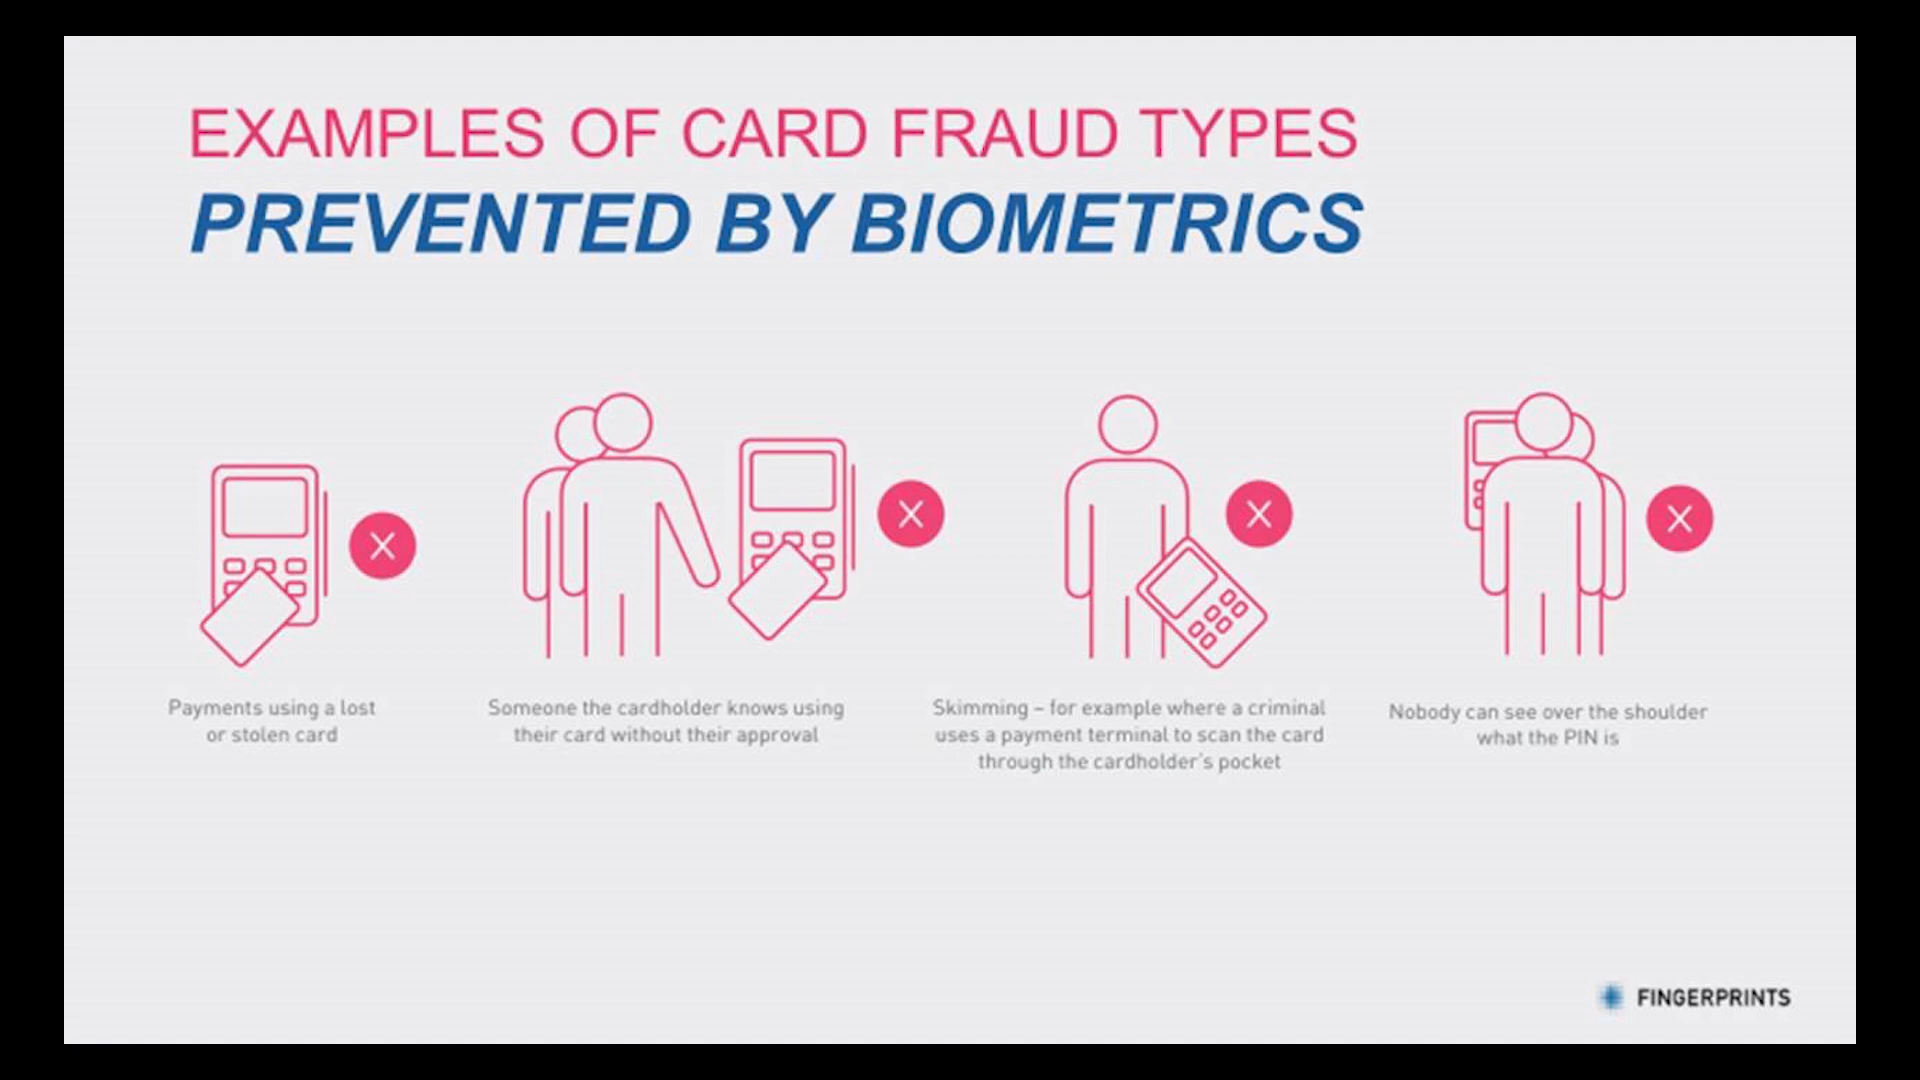 EXAMPLES OF CARD FRAUD TYPES
PREVENTED BY BIOMETRICS
Payments using a lost
or stolen card
Someone the cardholder knows using
their card without their approval
Skimming – for example where a criminal
uses a payment terminal to scan the card
through the cardholder's pocket
Nobody can see over the shoulder
what the PIN is
FINGERPRINTS